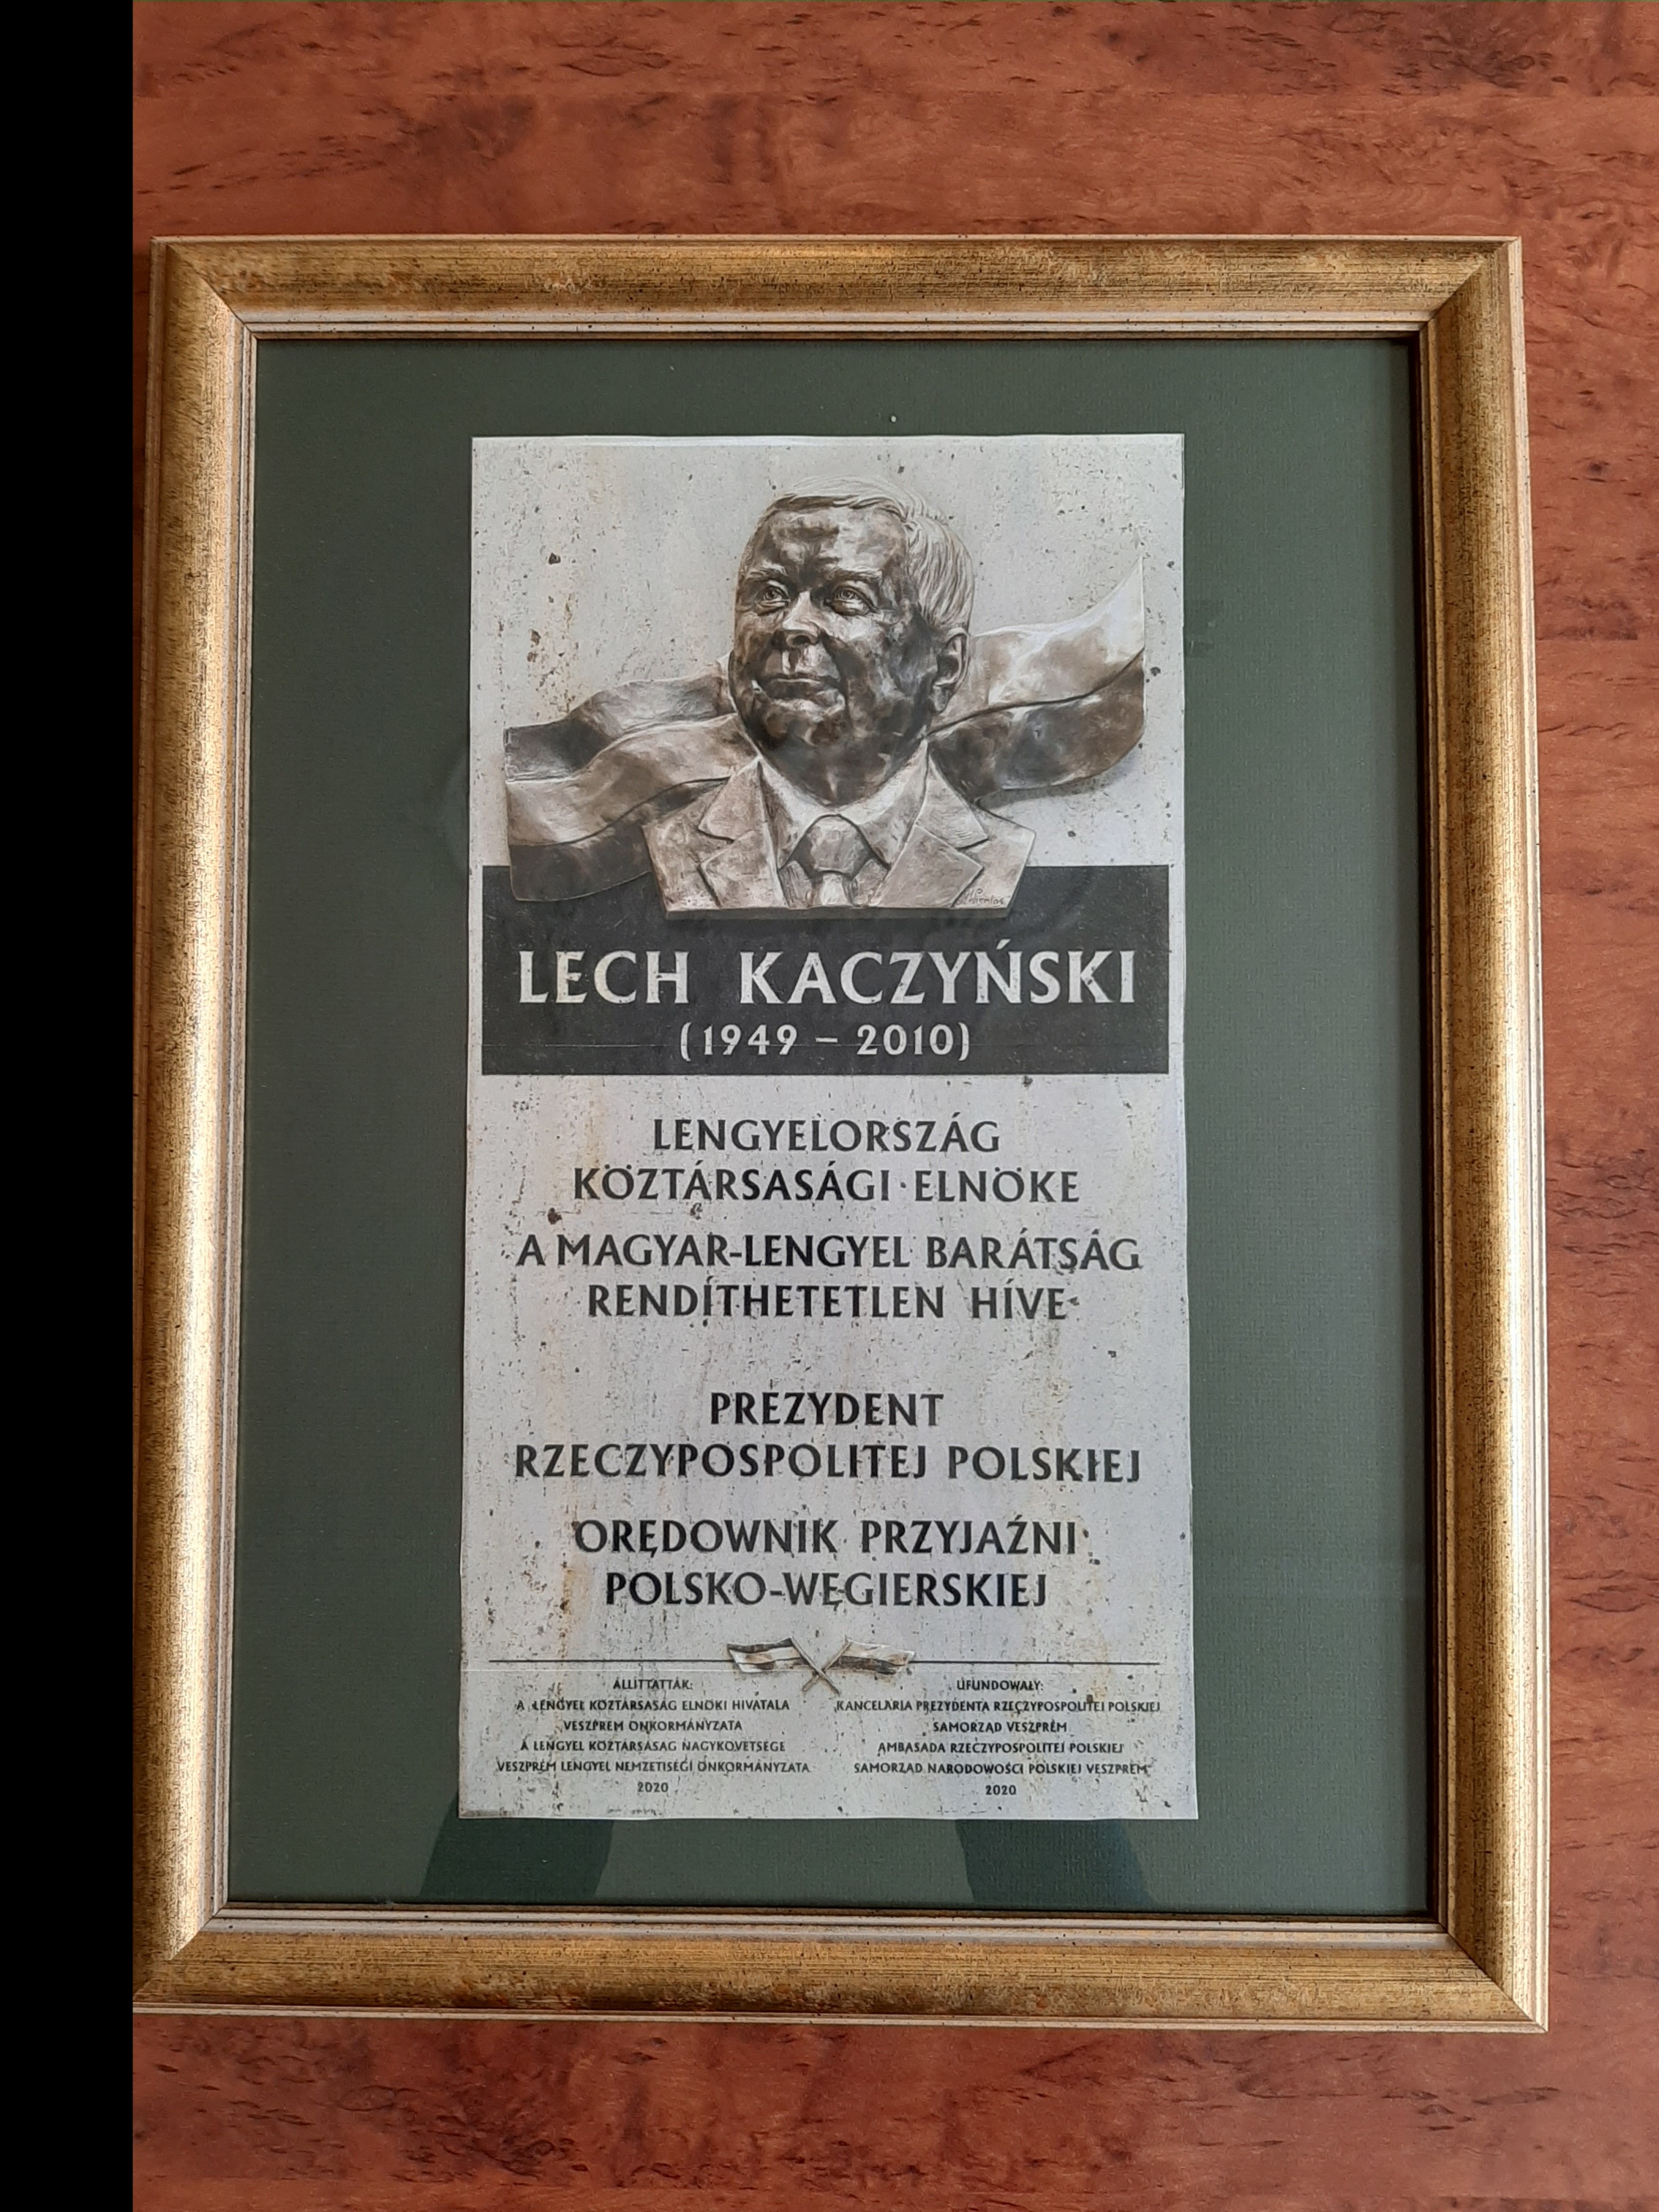 LECH KACZYŃSKI
(1949 – 2010)
LENGYELORSZÁG
KÖZTÁRSASÁGI ELNÖKE
A MAGYAR-LENGYEL BARÁTSÁG
RENDÍTHETETLEN HÍVE
PREZYDENT
RZECZYPOSPOLITEJ POLSKIEJ
ORĘDOWNIK PRZYJAŹNI
POLSKO-WĘGIERSKIEJ
ÁLLÍTTATTÁK:
A LENGYEL KÖZTÁRSASÁG ELNÖKI HIVATALA
VESZPRÉM ÖNKORMÁNYZATA
A LENGYEL KÖZTÁRSASÁG NAGYKÖVETSÉGE
VESZPRÉM LENGYEL NEMZETISÉGI ÖNKORMÁNYZATA
2020
UFUNDOWAŁY:
KANCELARIA PREZYDENTA RZECZYPOSPOLITEJ POLSKIEJ
SAMORZĄD VESZPRÉM
AMBASADA RZECZYPOSPOLITEJ POLSKIEJ
SAMORZĄD NARODOWOŚCI POLSKIEJ VESZPRÉM
2020